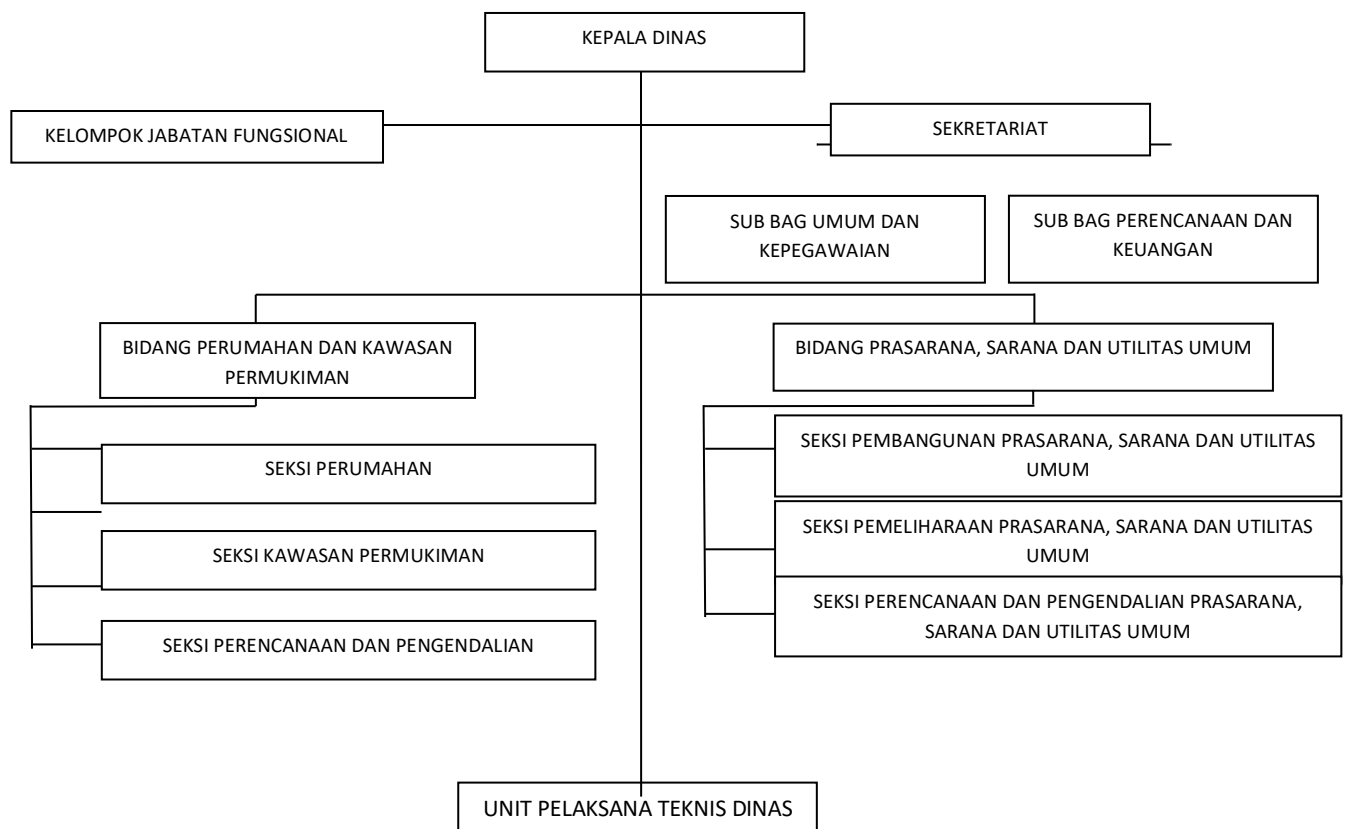 KEPALA DINAS
KELOMPOK JABATAN FUNGSIONAL
SEKRETARIAT
SUB BAG UMUM DAN
KEPEGAWAIAN
SUB BAG PERENCANAAN DAN
KEUANGAN
BIDANG PERUMAHAN DAN KAWASAN
PERMUKIMAN
BIDANG PRASARANA, SARANA DAN UTILITAS UMUM
SEKSI PERUMAHAN
SEKSI KAWASAN PERMUKIMAN
SEKSI PERENCANAAN DAN PENGENDALIAN
SEKSI PEMBANGUNAN PRASARANA, SARANA DAN UTILITAS
UMUM
SEKSI PEMELIHARAAN PRASARANA, SARANA DAN UTILITAS
UMUM
SEKSI PERENCANAAN DAN PENGENDALIAN PRASARANA,
SARANA DAN UTILITAS UMUM
UNIT PELAKSANA TEKNIS DINAS